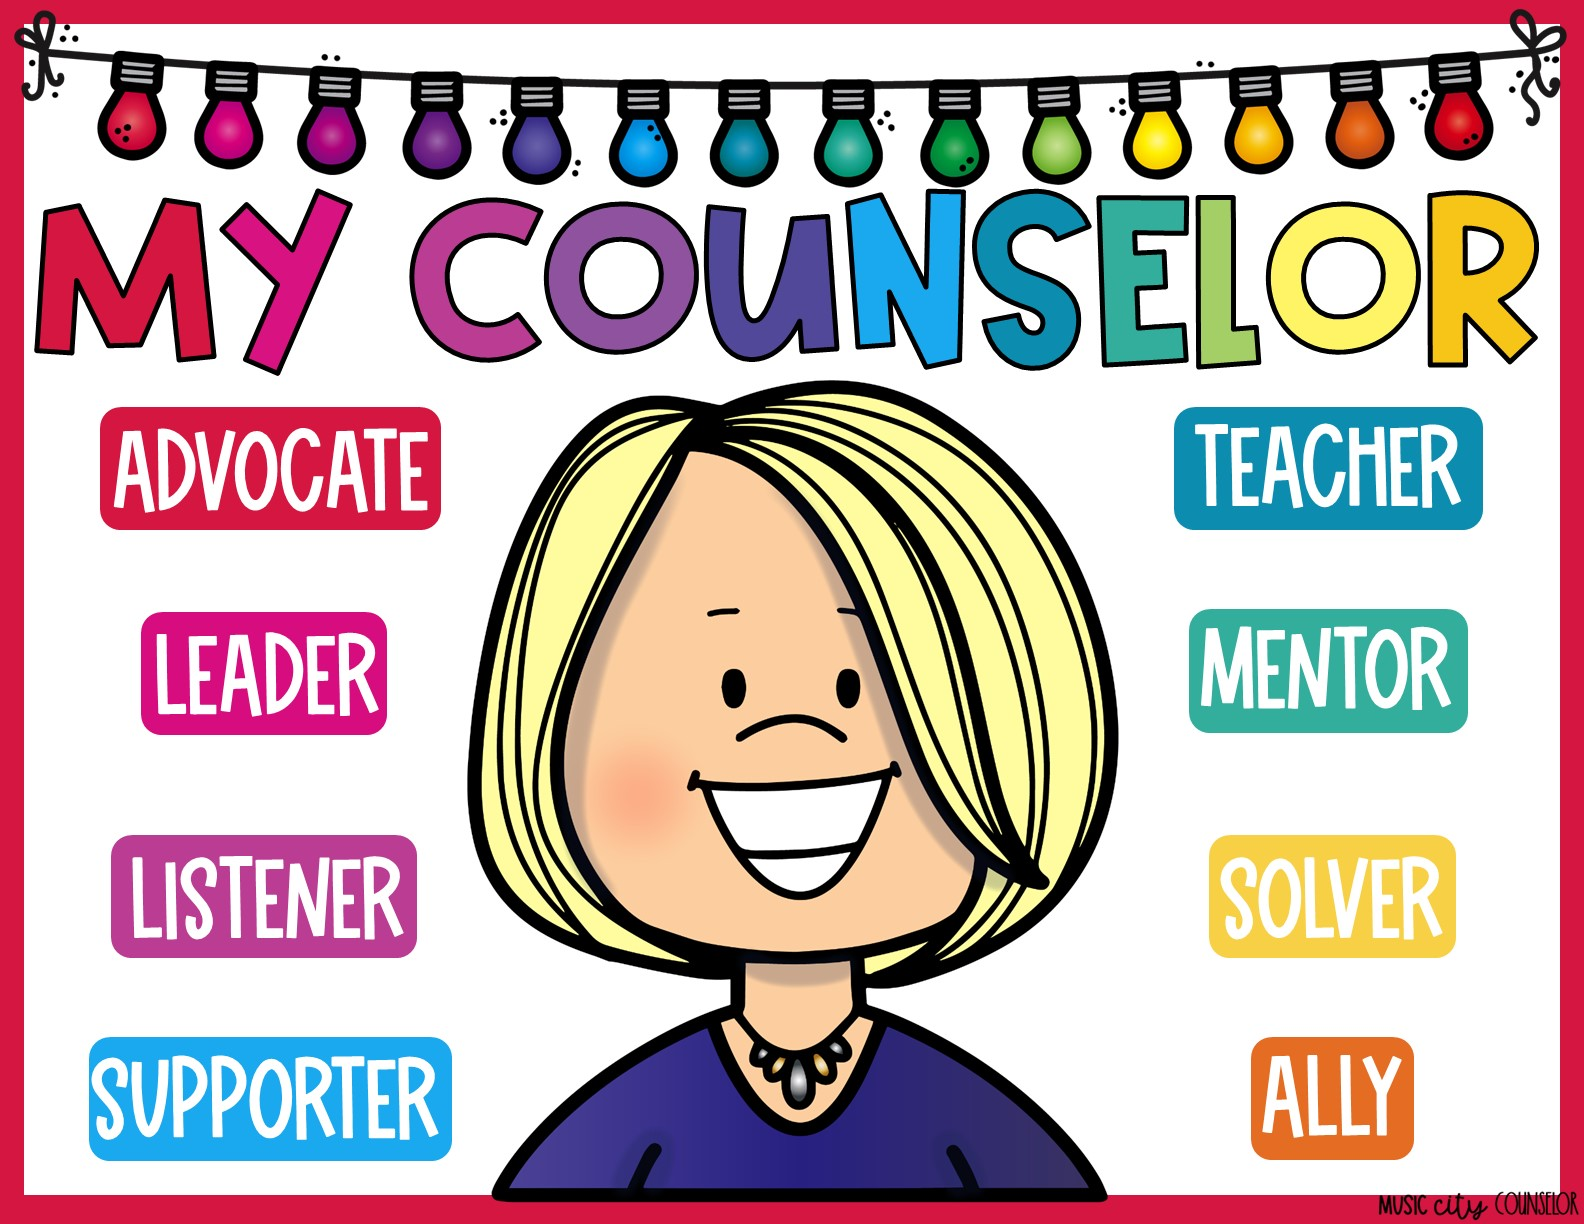 MY COUNSELOR
ADVOCATE
TEACHER
LEADER
MENTOR
LISTENER
SOLVER
SUPPORTER
ALLY
MUSIC city COUNSELOR